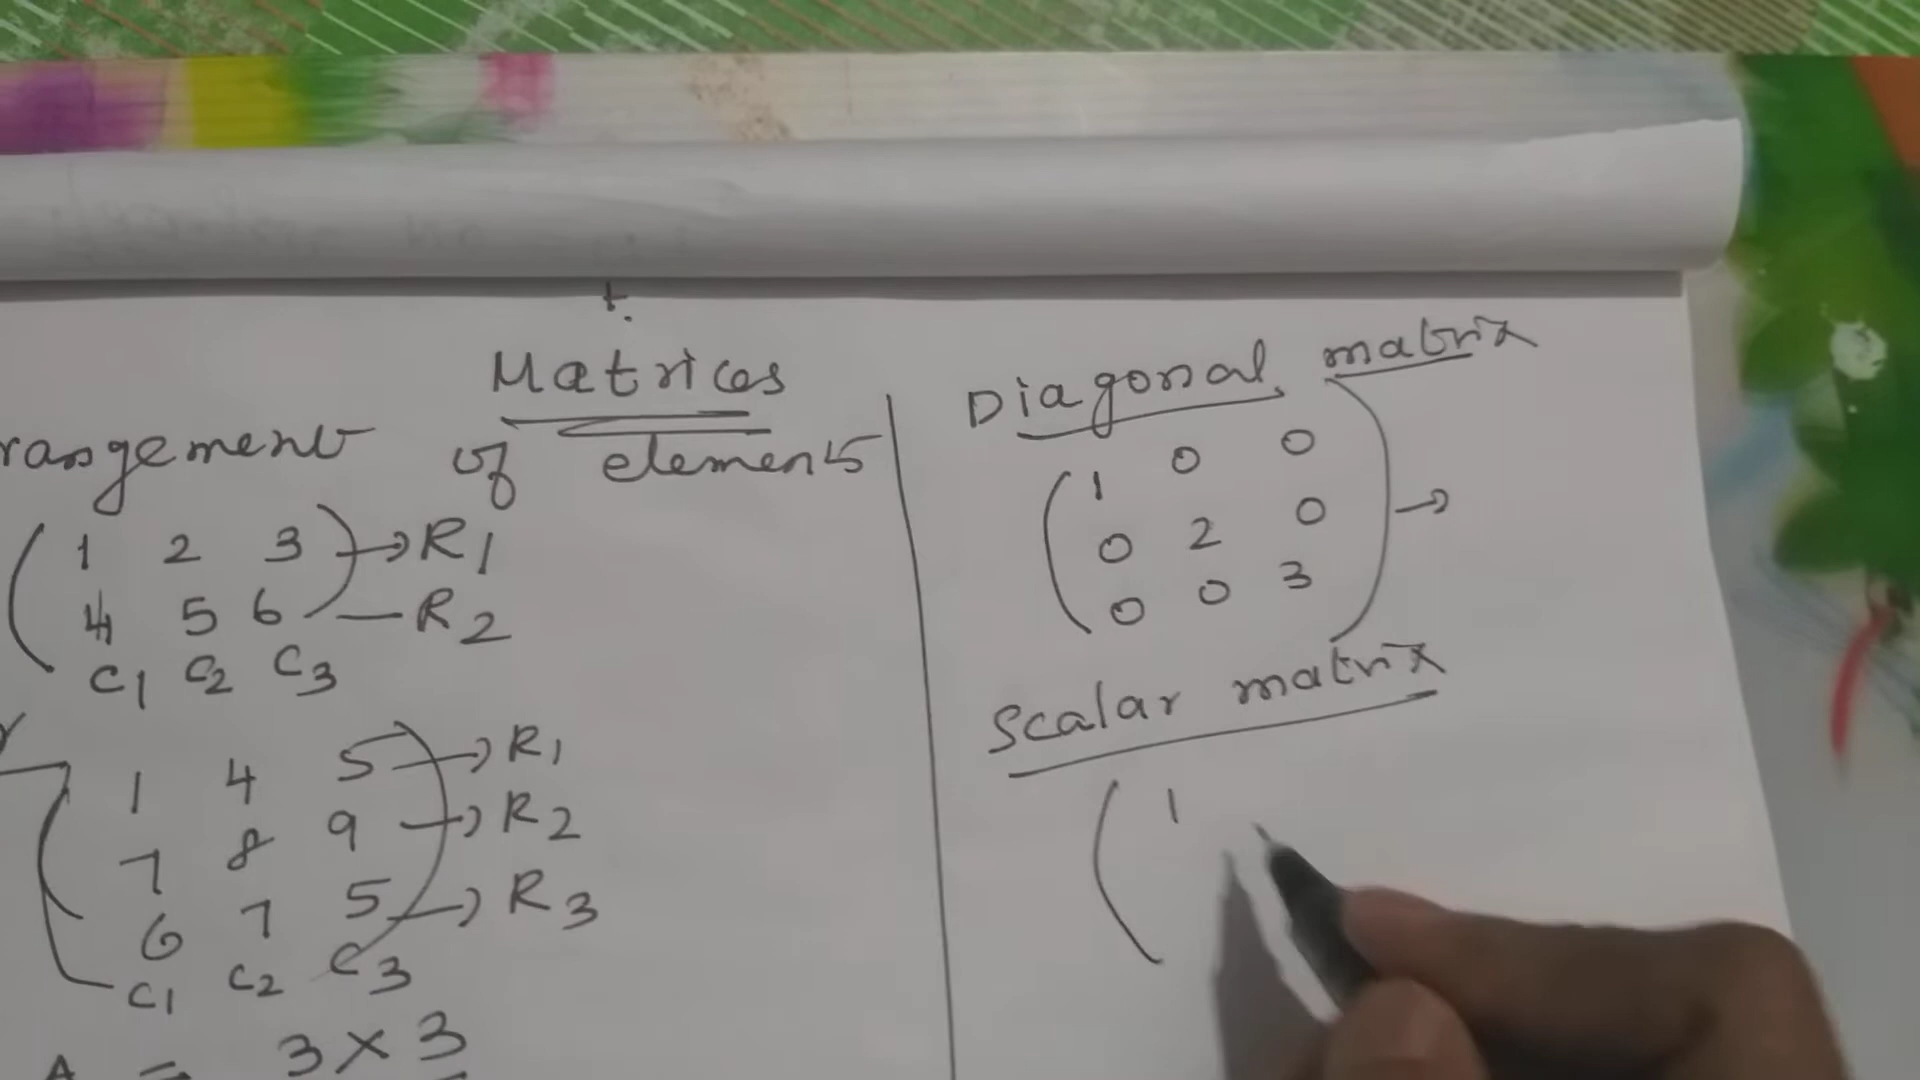 Matrices
rangement of elements
( 1 2 3 ) → R1
4 5 6 — R2
C1 C2 C3
( 1 4 5 ) → R1
7 8 9 → R2
6 7 5 → R3
C1 C2 C3
A = 3 × 3
Diagonal matrix
( 1 0 0 ) →
0 2 0
0 0 3
Scalar matrix
( 1